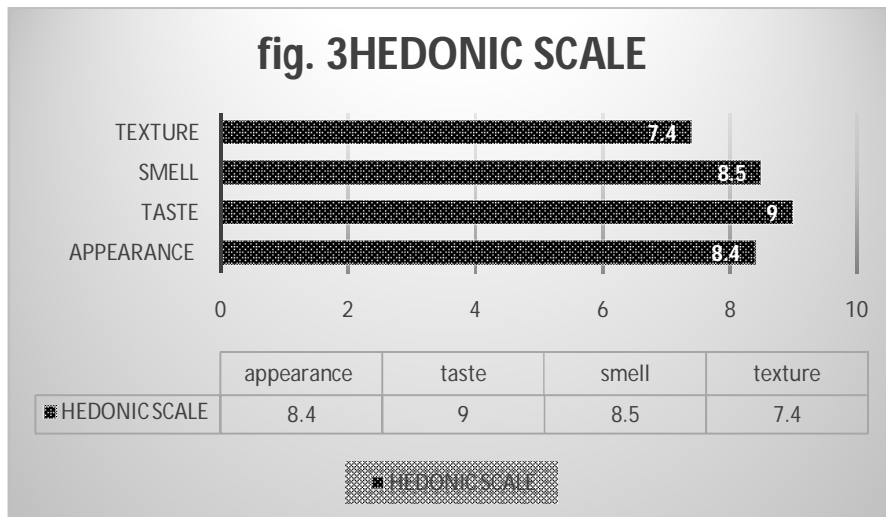 fig. 3HEDONIC SCALE
TEXTURE 7.4
SMELL 8.5
TASTE 9
APPEARANCE 8.4
0 2 4 6 8 10
appearance taste smell texture
HEDONIC SCALE 8.4 9 8.5 7.4
HEDONIC SCALE